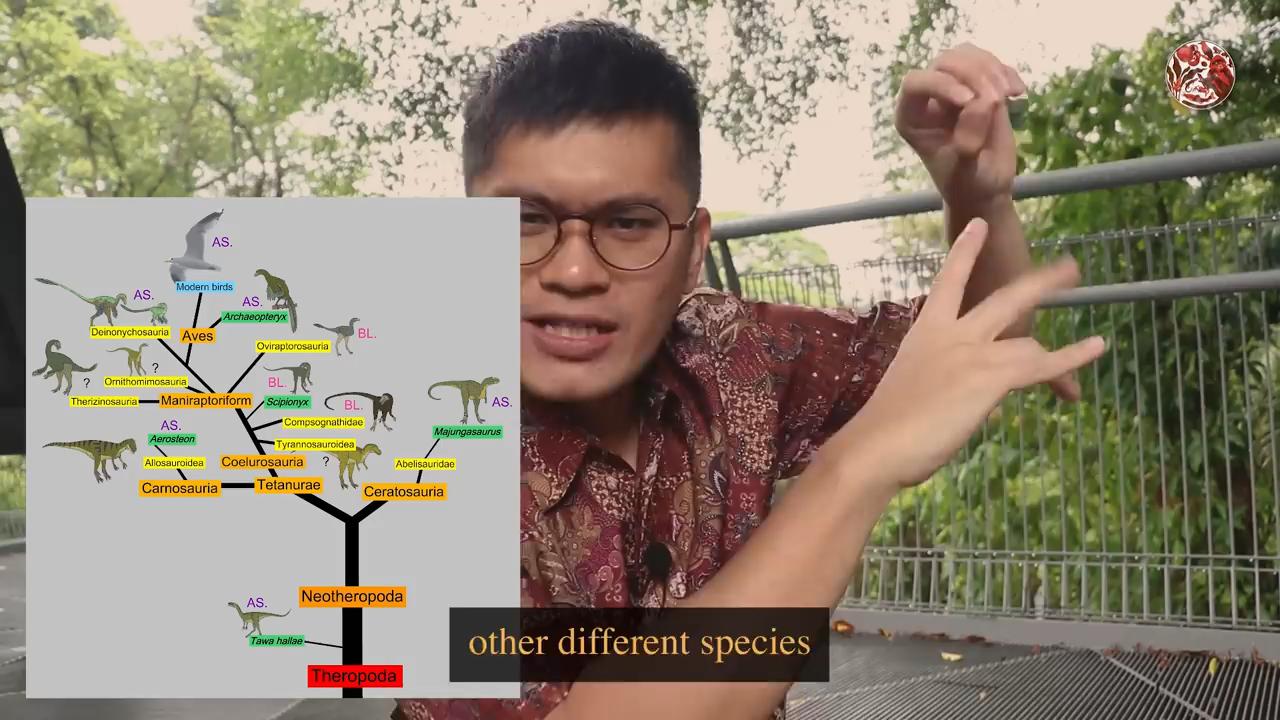 AS.
Modern birds
AS.
AS.
Archaeopteryx
Deinonychosauria
Aves
BL.
Oviraptorosauria
?
?
Ornithomimosauria
BL.
Therizinosauria
Maniraptoriform
Scipionyx
BL.
AS.
AS.
Compsognathidae
Majungasaurus
Aerosteon
Tyrannosauroidea
Allosauroidea
Coelurosauria
?
Abelisauridae
Carnosauria
Tetanurae
Ceratosauria
Neotheropoda
AS.
Tawa hallae
Theropoda
other different species